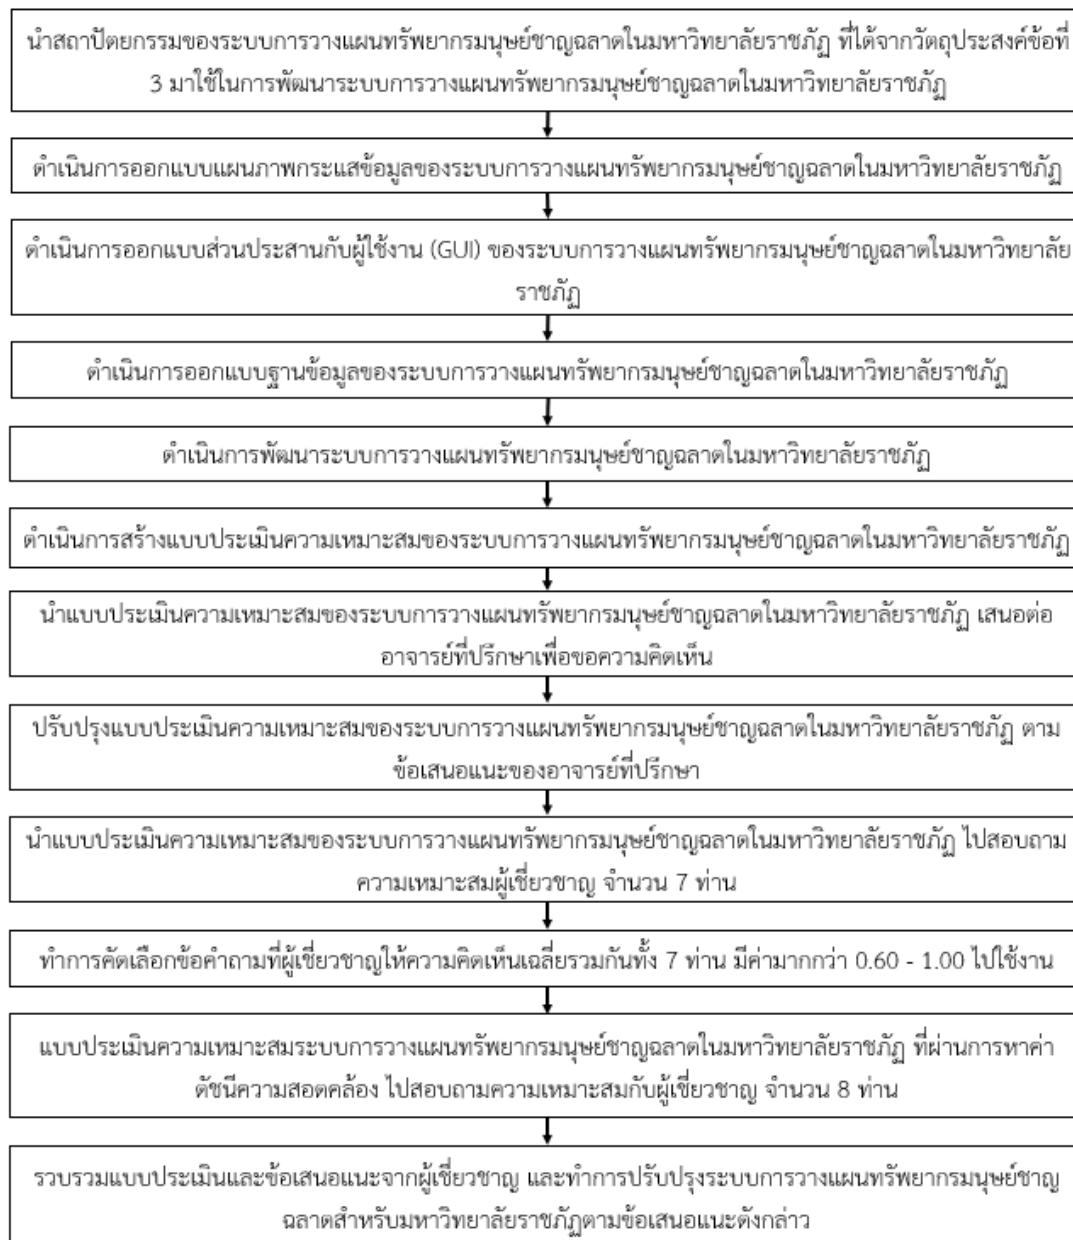 นำสถาปัตยกรรมของระบบการวางแผนทรัพยากรมนุษย์ชาญฉลาดในมหาวิทยาลัยราชภัฏ ที่ได้จากวัตถุประสงค์ข้อที่
3 มาใช้ในการพัฒนาระบบการวางแผนทรัพยากรมนุษย์ชาญฉลาดในมหาวิทยาลัยราชภัฏ
ดำเนินการออกแบบแผนภาพกระแสข้อมูลของระบบการวางแผนทรัพยากรมนุษย์ชาญฉลาดในมหาวิทยาลัยราชภัฏ
ดำเนินการออกแบบส่วนประสานกับผู้ใช้งาน (GUI) ของระบบการวางแผนทรัพยากรมนุษย์ชาญฉลาดในมหาวิทยาลัย
ราชภัฏ
ดำเนินการออกแบบฐานข้อมูลของระบบการวางแผนทรัพยากรมนุษย์ชาญฉลาดในมหาวิทยาลัยราชภัฏ
ดำเนินการพัฒนาระบบการวางแผนทรัพยากรมนุษย์ชาญฉลาดในมหาวิทยาลัยราชภัฏ
ดำเนินการสร้างแบบประเมินความเหมาะสมของระบบการวางแผนทรัพยากรมนุษย์ชาญฉลาดในมหาวิทยาลัยราชภัฏ
นำแบบประเมินความเหมาะสมของระบบการวางแผนทรัพยากรมนุษย์ชาญฉลาดในมหาวิทยาลัยราชภัฏ เสนอต่อ
อาจารย์ที่ปรึกษาเพื่อขอความคิดเห็น
ปรับปรุงแบบประเมินความเหมาะสมของระบบการวางแผนทรัพยากรมนุษย์ชาญฉลาดในมหาวิทยาลัยราชภัฏ ตาม
ข้อเสนอแนะของอาจารย์ที่ปรึกษา
นำแบบประเมินความเหมาะสมของระบบการวางแผนทรัพยากรมนุษย์ชาญฉลาดในมหาวิทยาลัยราชภัฏ ไปสอบถาม
ความเหมาะสมผู้เชี่ยวชาญ จำนวน 7 ท่าน
ทำการคัดเลือกข้อคำถามที่ผู้เชี่ยวชาญให้ความคิดเห็นเฉลี่ยรวมกันทั้ง 7 ท่าน มีค่ามากกว่า 0.60 - 1.00 ไปใช้งาน
แบบประเมินความเหมาะสมระบบการวางแผนทรัพยากรมนุษย์ชาญฉลาดในมหาวิทยาลัยราชภัฏ ที่ผ่านการหาค่า
ดัชนีความสอดคล้อง ไปสอบถามความเหมาะสมกับผู้เชี่ยวชาญ จำนวน 8 ท่าน
รวบรวมแบบประเมินและข้อเสนอแนะจากผู้เชี่ยวชาญ และทำการปรับปรุงระบบการวางแผนทรัพยากรมนุษย์ชาญ
ฉลาดสำหรับมหาวิทยาลัยราชภัฏตามข้อเสนอแนะดังกล่าว